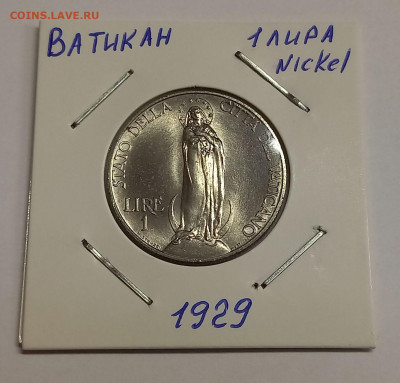 COINS.LAVE.RU
ВАТИКАН 1 ЛИРА
Nickel
STATO DELLA CITTA DEL VATICANO
LIRE
1
1929